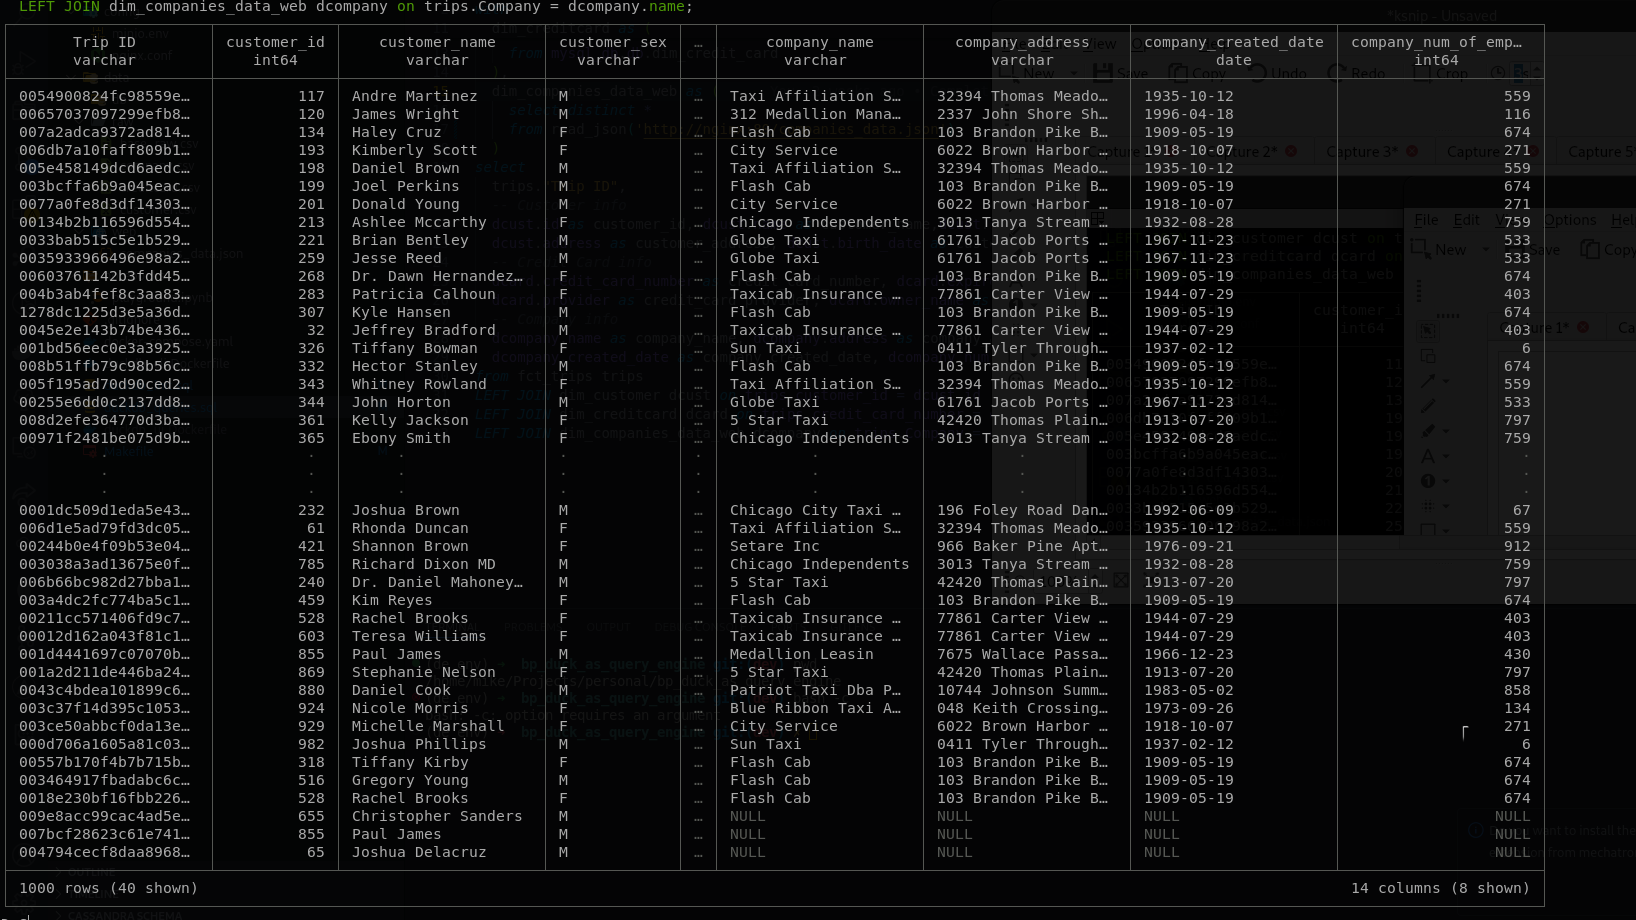 LEFT JOIN dim_companies_data_web dcompany on trips.Company = dcompany.name;
Trip ID customer_id customer_name customer_sex … company_name company_address company_created_date company_num_of_emp…
varchar int64 varchar varchar varchar varchar date int64
0054900824fc98559e… 117 Andre Martinez M … Taxi Affiliation S… 32394 Thomas Meado… 1935-10-12 559
00657037097299efb8… 120 James Wright M … 312 Medallion Mana… 2337 John Shore Sh… 1996-04-18 116
007a2adca9372ad814… 134 Haley Cruz F … Flash Cab 103 Brandon Pike B… 1909-05-19 674
006db7a10faff809b1… 193 Kimberly Scott F … City Service 6022 Brown Harbor … 1918-10-07 271
005e458149dcd6aedc… 198 Daniel Brown M … Taxi Affiliation S… 32394 Thomas Meado… 1935-10-12 559
003bcffa6b9a045eac… 199 Joel Perkins M … Flash Cab 103 Brandon Pike B… 1909-05-19 674
0077a0fe8d3df14303… 201 Donald Young M … City Service 6022 Brown Harbor … 1918-10-07 271
00134b2b116596d554… 213 Ashlee Mccarthy F … Chicago Independents 3013 Tanya Stream … 1932-08-28 759
0033bab515c5e1b529… 221 Brian Bentley M … Globe Taxi 61761 Jacob Ports … 1967-11-23 533
0035933966496e98a2… 259 Jesse Reed M … Globe Taxi 61761 Jacob Ports … 1967-11-23 533
00603761142b3fdd45… 268 Dr. Dawn Hernandez… F … Flash Cab 103 Brandon Pike B… 1909-05-19 674
004b3ab4fef8c3aa83… 283 Patricia Calhoun F … Taxicab Insurance … 77861 Carter View … 1944-07-29 403
1278dc1225d3e5a36d… 307 Kyle Hansen M … Flash Cab 103 Brandon Pike B… 1909-05-19 674
0045e2e143b74be436… 32 Jeffrey Bradford M … Taxicab Insurance … 77861 Carter View … 1944-07-29 403
001bd56eec0e3a3925… 326 Tiffany Bowman F … Sun Taxi 0411 Tyler Through… 1937-02-12 6
008b51ffb79c98b56c… 332 Hector Stanley M … Flash Cab 103 Brandon Pike B… 1909-05-19 674
005f195ad70d90ced2… 343 Whitney Rowland F … Taxi Affiliation S… 32394 Thomas Meado… 1935-10-12 559
00255e6dd0c2137dd8… 344 John Horton M … Globe Taxi 61761 Jacob Ports … 1967-11-23 533
008d2efe364770d3ba… 361 Kelly Jackson F … 5 Star Taxi 42420 Thomas Plain… 1913-07-20 797
00971f2481be075d9b… 365 Ebony Smith F … Chicago Independents 3013 Tanya Stream … 1932-08-28 759
· · · · · · · ·
· · · · · · · ·
· · · · · · · ·
0001dc509d1eda5e43… 232 Joshua Brown M … Chicago City Taxi … 196 Foley Road Dan… 1992-06-09 67
006d1e5ad79fd3dc05… 61 Rhonda Duncan F … Taxi Affiliation S… 32394 Thomas Meado… 1935-10-12 559
00244b0e4f09b53e04… 421 Shannon Brown F … Setare Inc 966 Baker Pine Apt… 1976-09-21 912
003038a3ad13675e0f… 785 Richard Dixon MD M … Chicago Independents 3013 Tanya Stream … 1932-08-28 759
006b66bc982d27bba1… 240 Dr. Daniel Mahoney… M … 5 Star Taxi 42420 Thomas Plain… 1913-07-20 797
003a4dc2fc774ba5c1… 459 Kim Reyes F … Flash Cab 103 Brandon Pike B… 1909-05-19 674
00211cc571406fd9c7… 528 Rachel Brooks F … Taxicab Insurance … 77861 Carter View … 1944-07-29 403
00012d162a043f81c1… 603 Teresa Williams F … Taxicab Insurance … 77861 Carter View … 1944-07-29 403
001d4441697c07070b… 855 Paul James M … Medallion Leasin 7675 Wallace Passa… 1966-12-23 430
001a2d211de446ba24… 869 Stephanie Nelson F … 5 Star Taxi 42420 Thomas Plain… 1913-07-20 797
0043c4bdea101899c6… 880 Daniel Cook M … Patriot Taxi Dba P… 10744 Johnson Summ… 1983-05-02 858
003c37f14d395c1053… 924 Nicole Morris F … Blue Ribbon Taxi A… 048 Keith Crossing… 1973-09-26 134
003ce50abbcf0da13e… 929 Michelle Marshall F … City Service 6022 Brown Harbor … 1918-10-07 271
000d706a1605a81c03… 982 Joshua Phillips M … Sun Taxi 0411 Tyler Through… 1937-02-12 6
00557b170f4b7b715b… 318 Tiffany Kirby F … Flash Cab 103 Brandon Pike B… 1909-05-19 674
003464917fbadabc6c… 516 Gregory Young M … Flash Cab 103 Brandon Pike B… 1909-05-19 674
0018e230bf16fbb226… 528 Rachel Brooks F … Flash Cab 103 Brandon Pike B… 1909-05-19 674
009e8acc99cac4ad5e… 655 Christopher Sanders M … NULL NULL NULL NULL
007bcf28623c61e741… 855 Paul James M … NULL NULL NULL NULL
004794cecf8daa8968… 65 Joshua Delacruz M … NULL NULL NULL NULL
1000 rows (40 shown) 14 columns (8 shown)